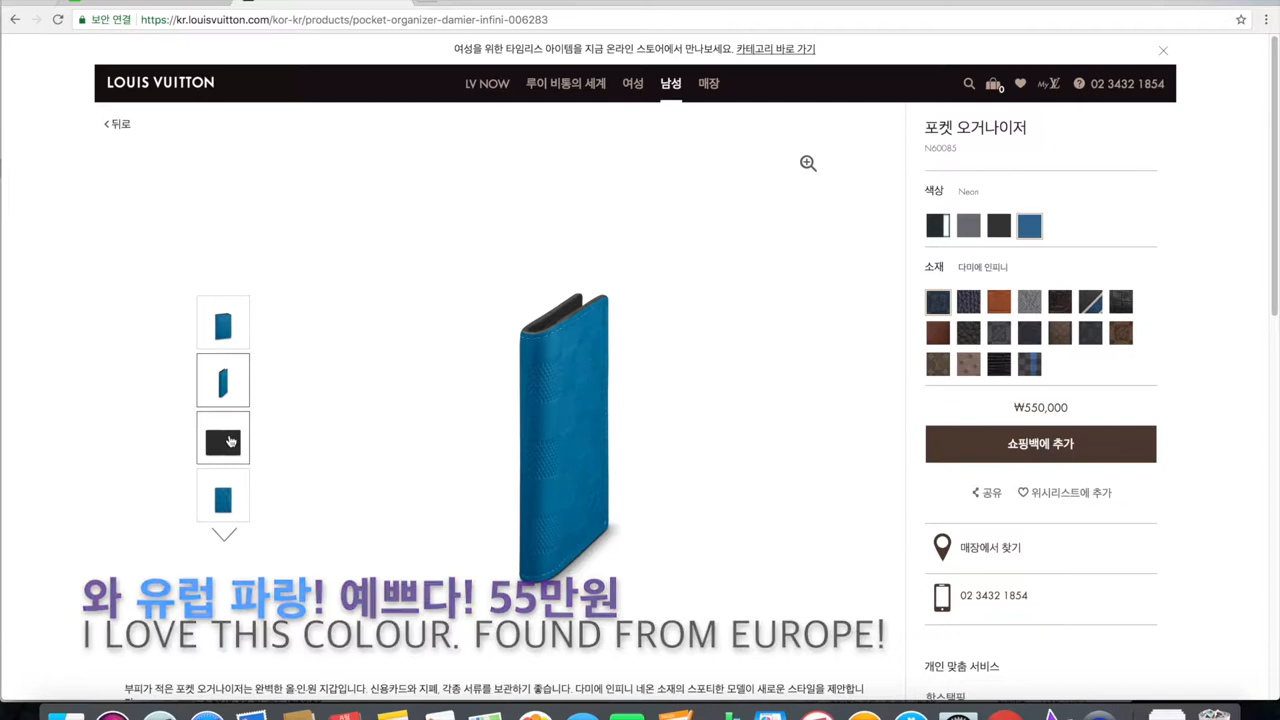 보안 연결
https://kr.louisvuitton.com/kor-kr/products/pocket-organizer-damier-infini-006283
여성을 위한 타임리스 아이템을 지금 온라인 스토어에서 만나보세요. 카테고리 바로 가기
LOUIS VUITTON
LV NOW 루이 비통의 세계 여성 남성 매장
0 My LV ? 02 3432 1854
뒤로
포켓 오거나이저
N60085
색상 Neon
소재 다미에 인피니
₩550,000
쇼핑백에 추가
공유 위시리스트에 추가
매장에서 찾기
02 3432 1854
와 유럽 파랑! 예쁘다! 55만원
I LOVE THIS COLOUR. FOUND FROM EUROPE!
개인 맞춤 서비스
부피가 적은 포켓 오거나이저는 완벽한 올.인.원 지갑입니다. 신용카드와 지폐, 각종 서류를 보관하기 좋습니다. 다미에 인피니 네온 소재의 스포티한 모델이 새로운 스타일을 제안합니
핫스탬핑